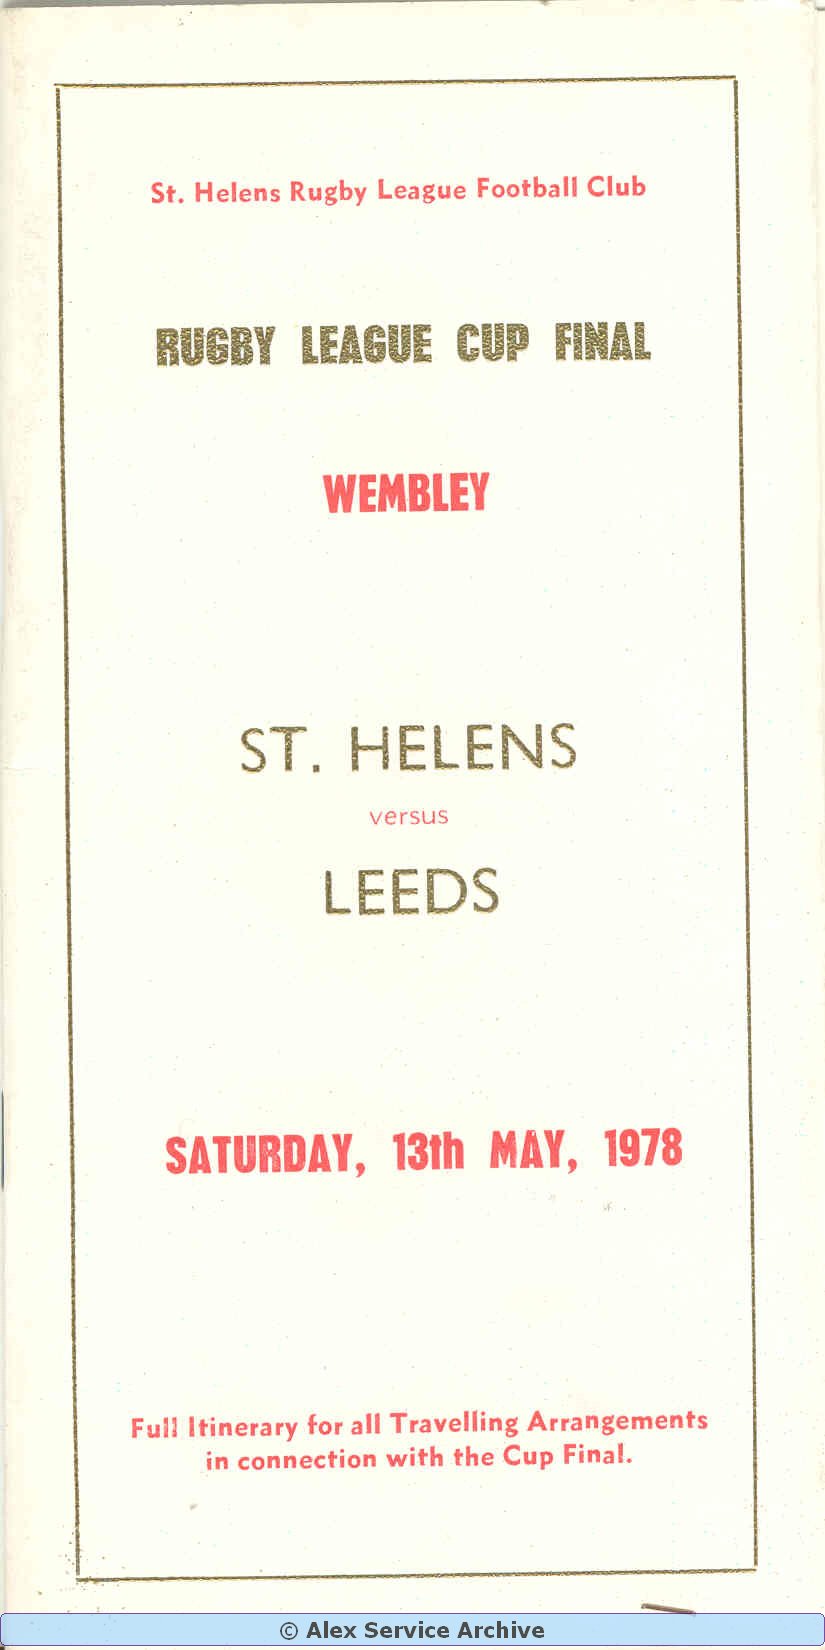 St. Helens Rugby League Football Club
RUGBY LEAGUE CUP FINAL
WEMBLEY
ST. HELENS
versus
LEEDS
SATURDAY, 13th MAY, 1978
Full Itinerary for all Travelling Arrangements
in connection with the Cup Final.
© Alex Service Archive